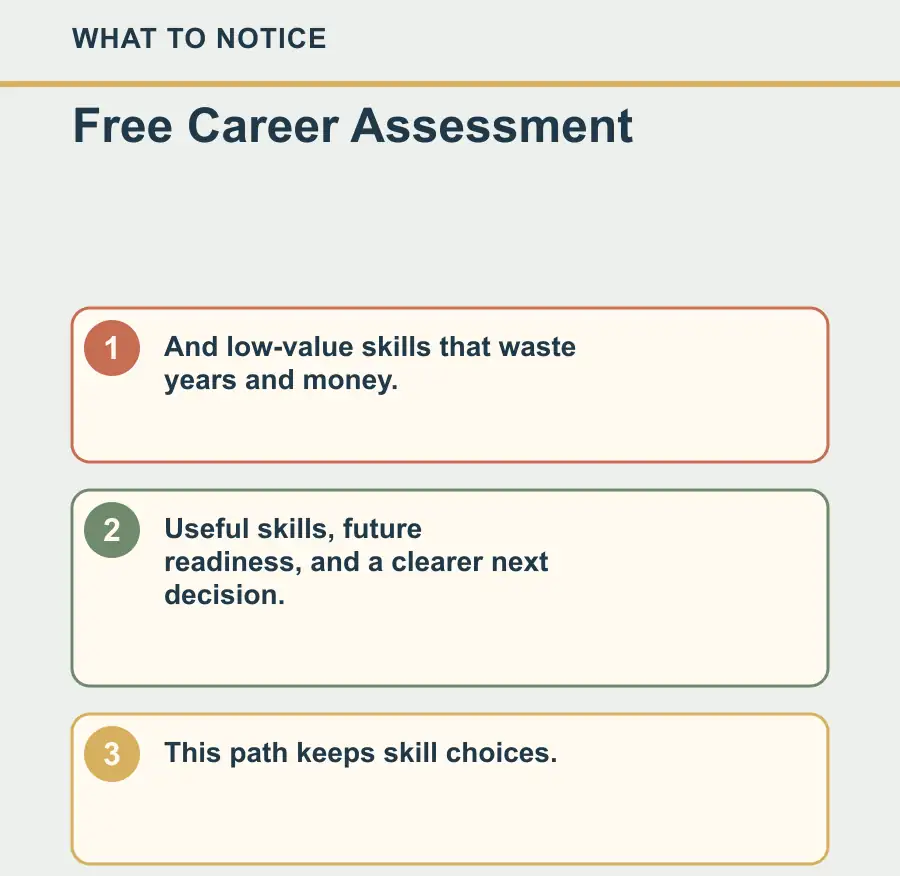 WHAT TO NOTICE
Free Career Assessment
1
And low-value skills that waste
years and money.
2
Useful skills, future
readiness, and a clearer next
decision.
3
This path keeps skill choices.